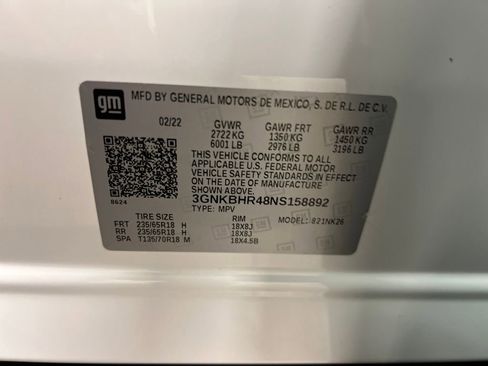 gm
MFD BY GENERAL MOTORS DE MEXICO, S. DE R.L. DE C.V.
02/22 GVWR GAWR FRT GAWR RR
2722 KG 1350 KG 1450 KG
6001 LB 2976 LB 3196 LB
THIS VEHICLE CONFORMS TO ALL
APPLICABLE U.S. FEDERAL MOTOR
VEHICLE SAFETY STANDARDS IN EFFECT
ON THE DATE OF MANUFACTURE
SHOWN ABOVE
8624
3GNKBHR48NS158892
TYPE: MPV MODEL: 821NK26
TIRE SIZE RIM
FRT 235/65R18 H 18X8J
RR 235/65R18 H 18X8J
SPA T135/70R18 M 18X4.5B